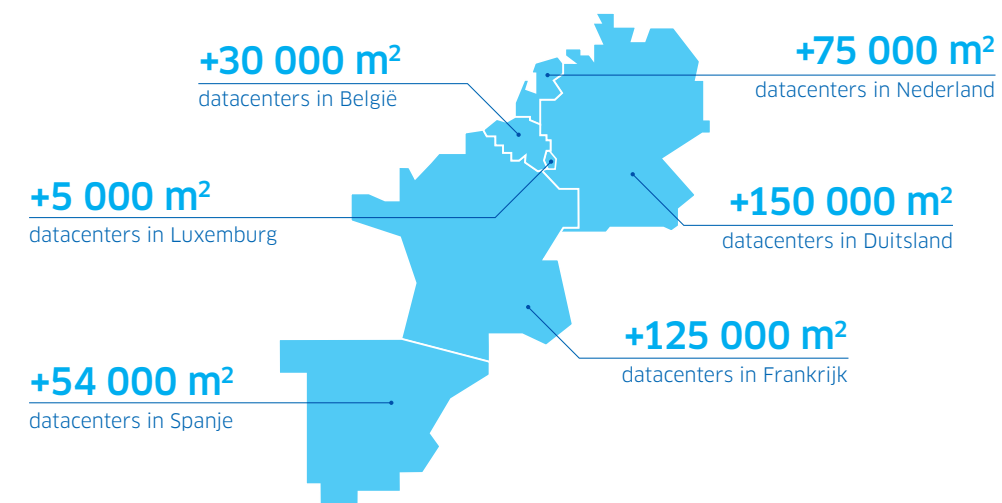 +30 000 m²
datacenters in België
+75 000 m²
datacenters in Nederland
+5 000 m²
datacenters in Luxemburg
+150 000 m²
datacenters in Duitsland
+125 000 m²
datacenters in Frankrijk
+54 000 m²
datacenters in Spanje